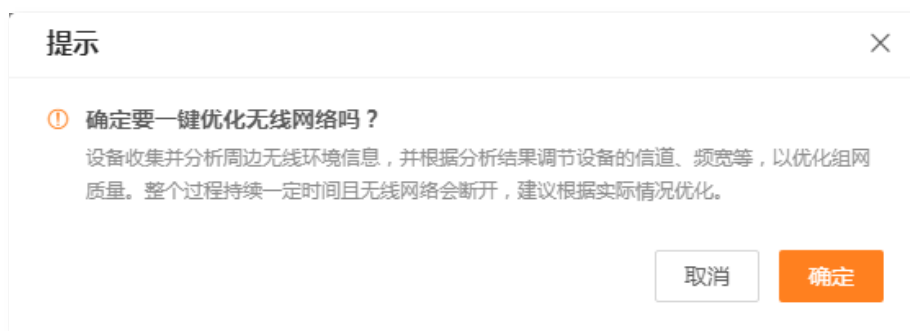 提示
确定要一键优化无线网络吗？
设备收集并分析周边无线环境信息，并根据分析结果调节设备的信道、频宽等，以优化组网
质量。整个过程持续一定时间且无线网络会断开，建议根据实际情况优化。
取消
确定